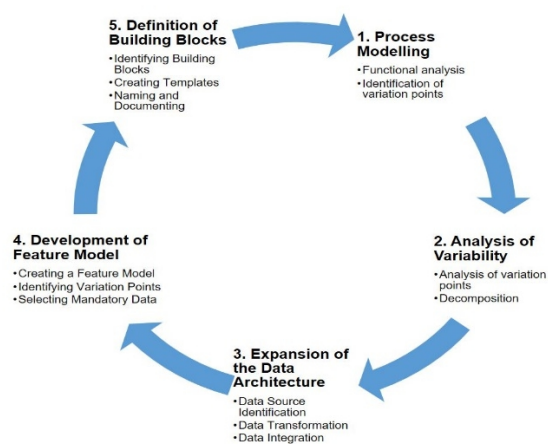 5. Definition of
Building Blocks
•Identifying Building
Blocks
•Creating Templates
•Naming and
Documenting
1. Process
Modelling
•Functional analysis
•Identification of
variation points
2. Analysis of
Variability
•Analysis of variation
points
•Decomposition
3. Expansion of
the Data
Architecture
•Data Source
Identification
•Data Transformation
•Data Integration
4. Development of
Feature Model
•Creating a Feature Model
•Identifying Variation Points
•Selecting Mandatory Data